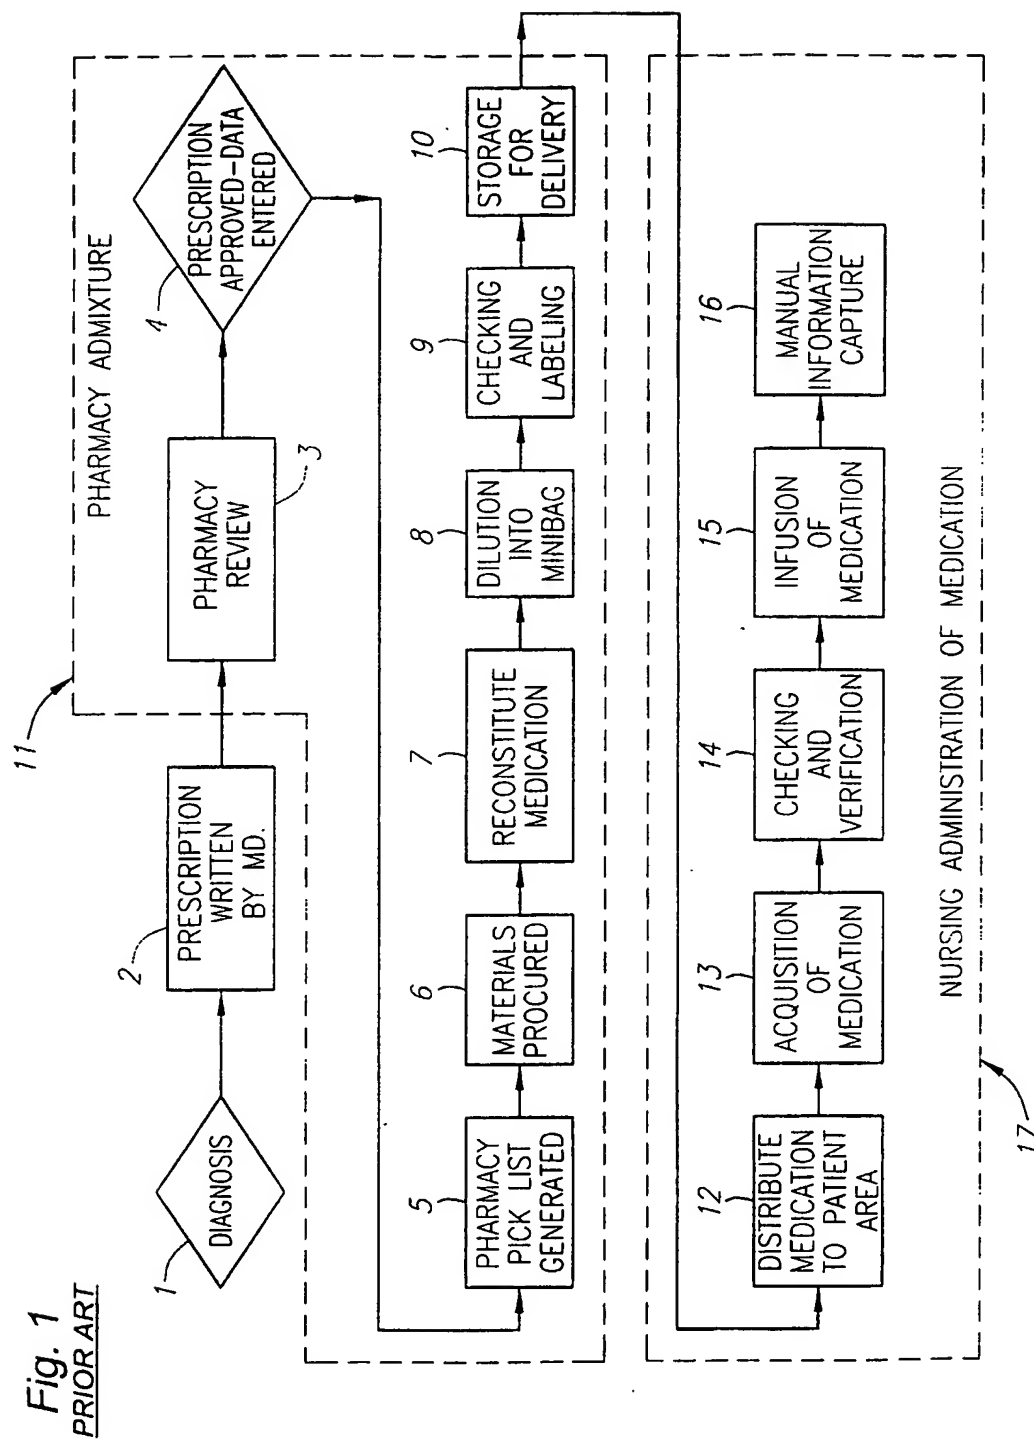 Fig. 1
PRIOR ART
1
DIAGNOSIS
2
PRESCRIPTION
WRITTEN
BY MD.
11
PHARMACY ADMIXTURE
3
PHARMACY
REVIEW
4
PRESCRIPTION
APPROVED-DATA
ENTERED
5
PHARMACY
PICK LIST
GENERATED
6
MATERIALS
PROCURED
7
RECONSTITUTE
MEDICATION
8
DILUTION
INTO
MINIBAG
9
CHECKING
AND
LABELING
10
STORAGE
FOR
DELIVERY
12
DISTRIBUTE
MEDICATION
TO PATIENT
AREA
13
ACQUISITION
OF
MEDICATION
14
CHECKING
AND
VERIFICATION
15
INFUSION
OF
MEDICATION
16
MANUAL
INFORMATION
CAPTURE
NURSING ADMINISTRATION OF MEDICATION
17